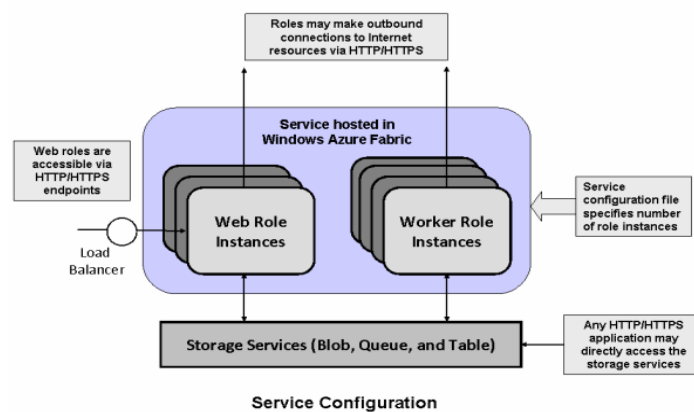 Roles may make outbound
connections to Internet
resources via HTTP/HTTPS
Service hosted in
Windows Azure Fabric
Web roles are
accessible via
HTTP/HTTPS
endpoints
Web Role
Instances
Worker Role
Instances
Service
configuration file
specifies number
of role instances
Load
Balancer
Storage Services (Blob, Queue, and Table)
Any HTTP/HTTPS
application may
directly access the
storage services
Service Configuration